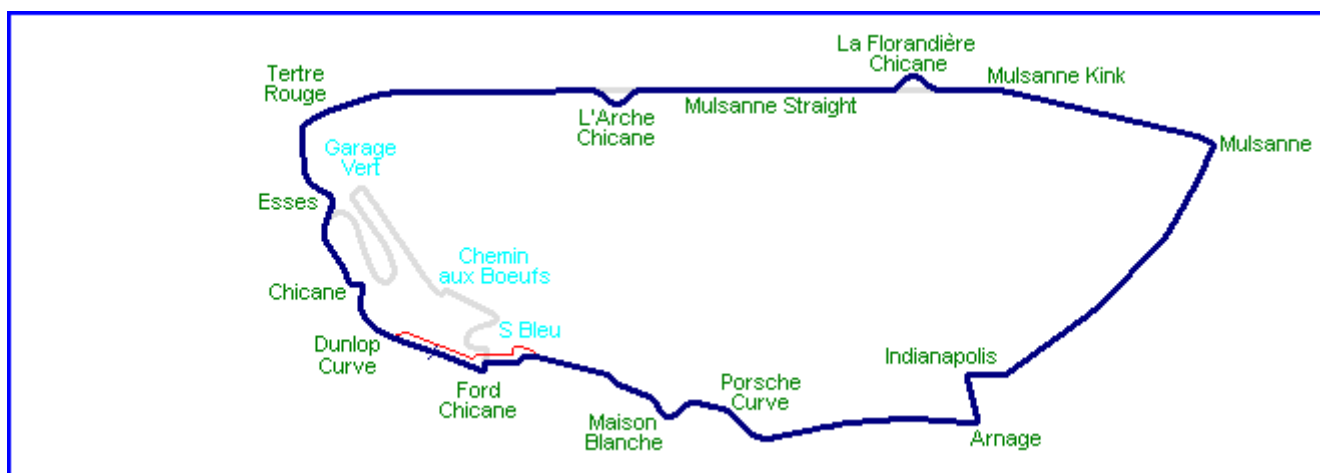 La Florandière
Chicane
Tertre
Rouge
Mulsanne Kink
Mulsanne Straight
L'Arche
Chicane
Mulsanne
Garage
Vert
Esses
Chemin
aux Boeufs
Chicane
S Bleu
Dunlop
Curve
Indianapolis
Ford
Chicane
Porsche
Curve
Maison
Blanche
Arnage